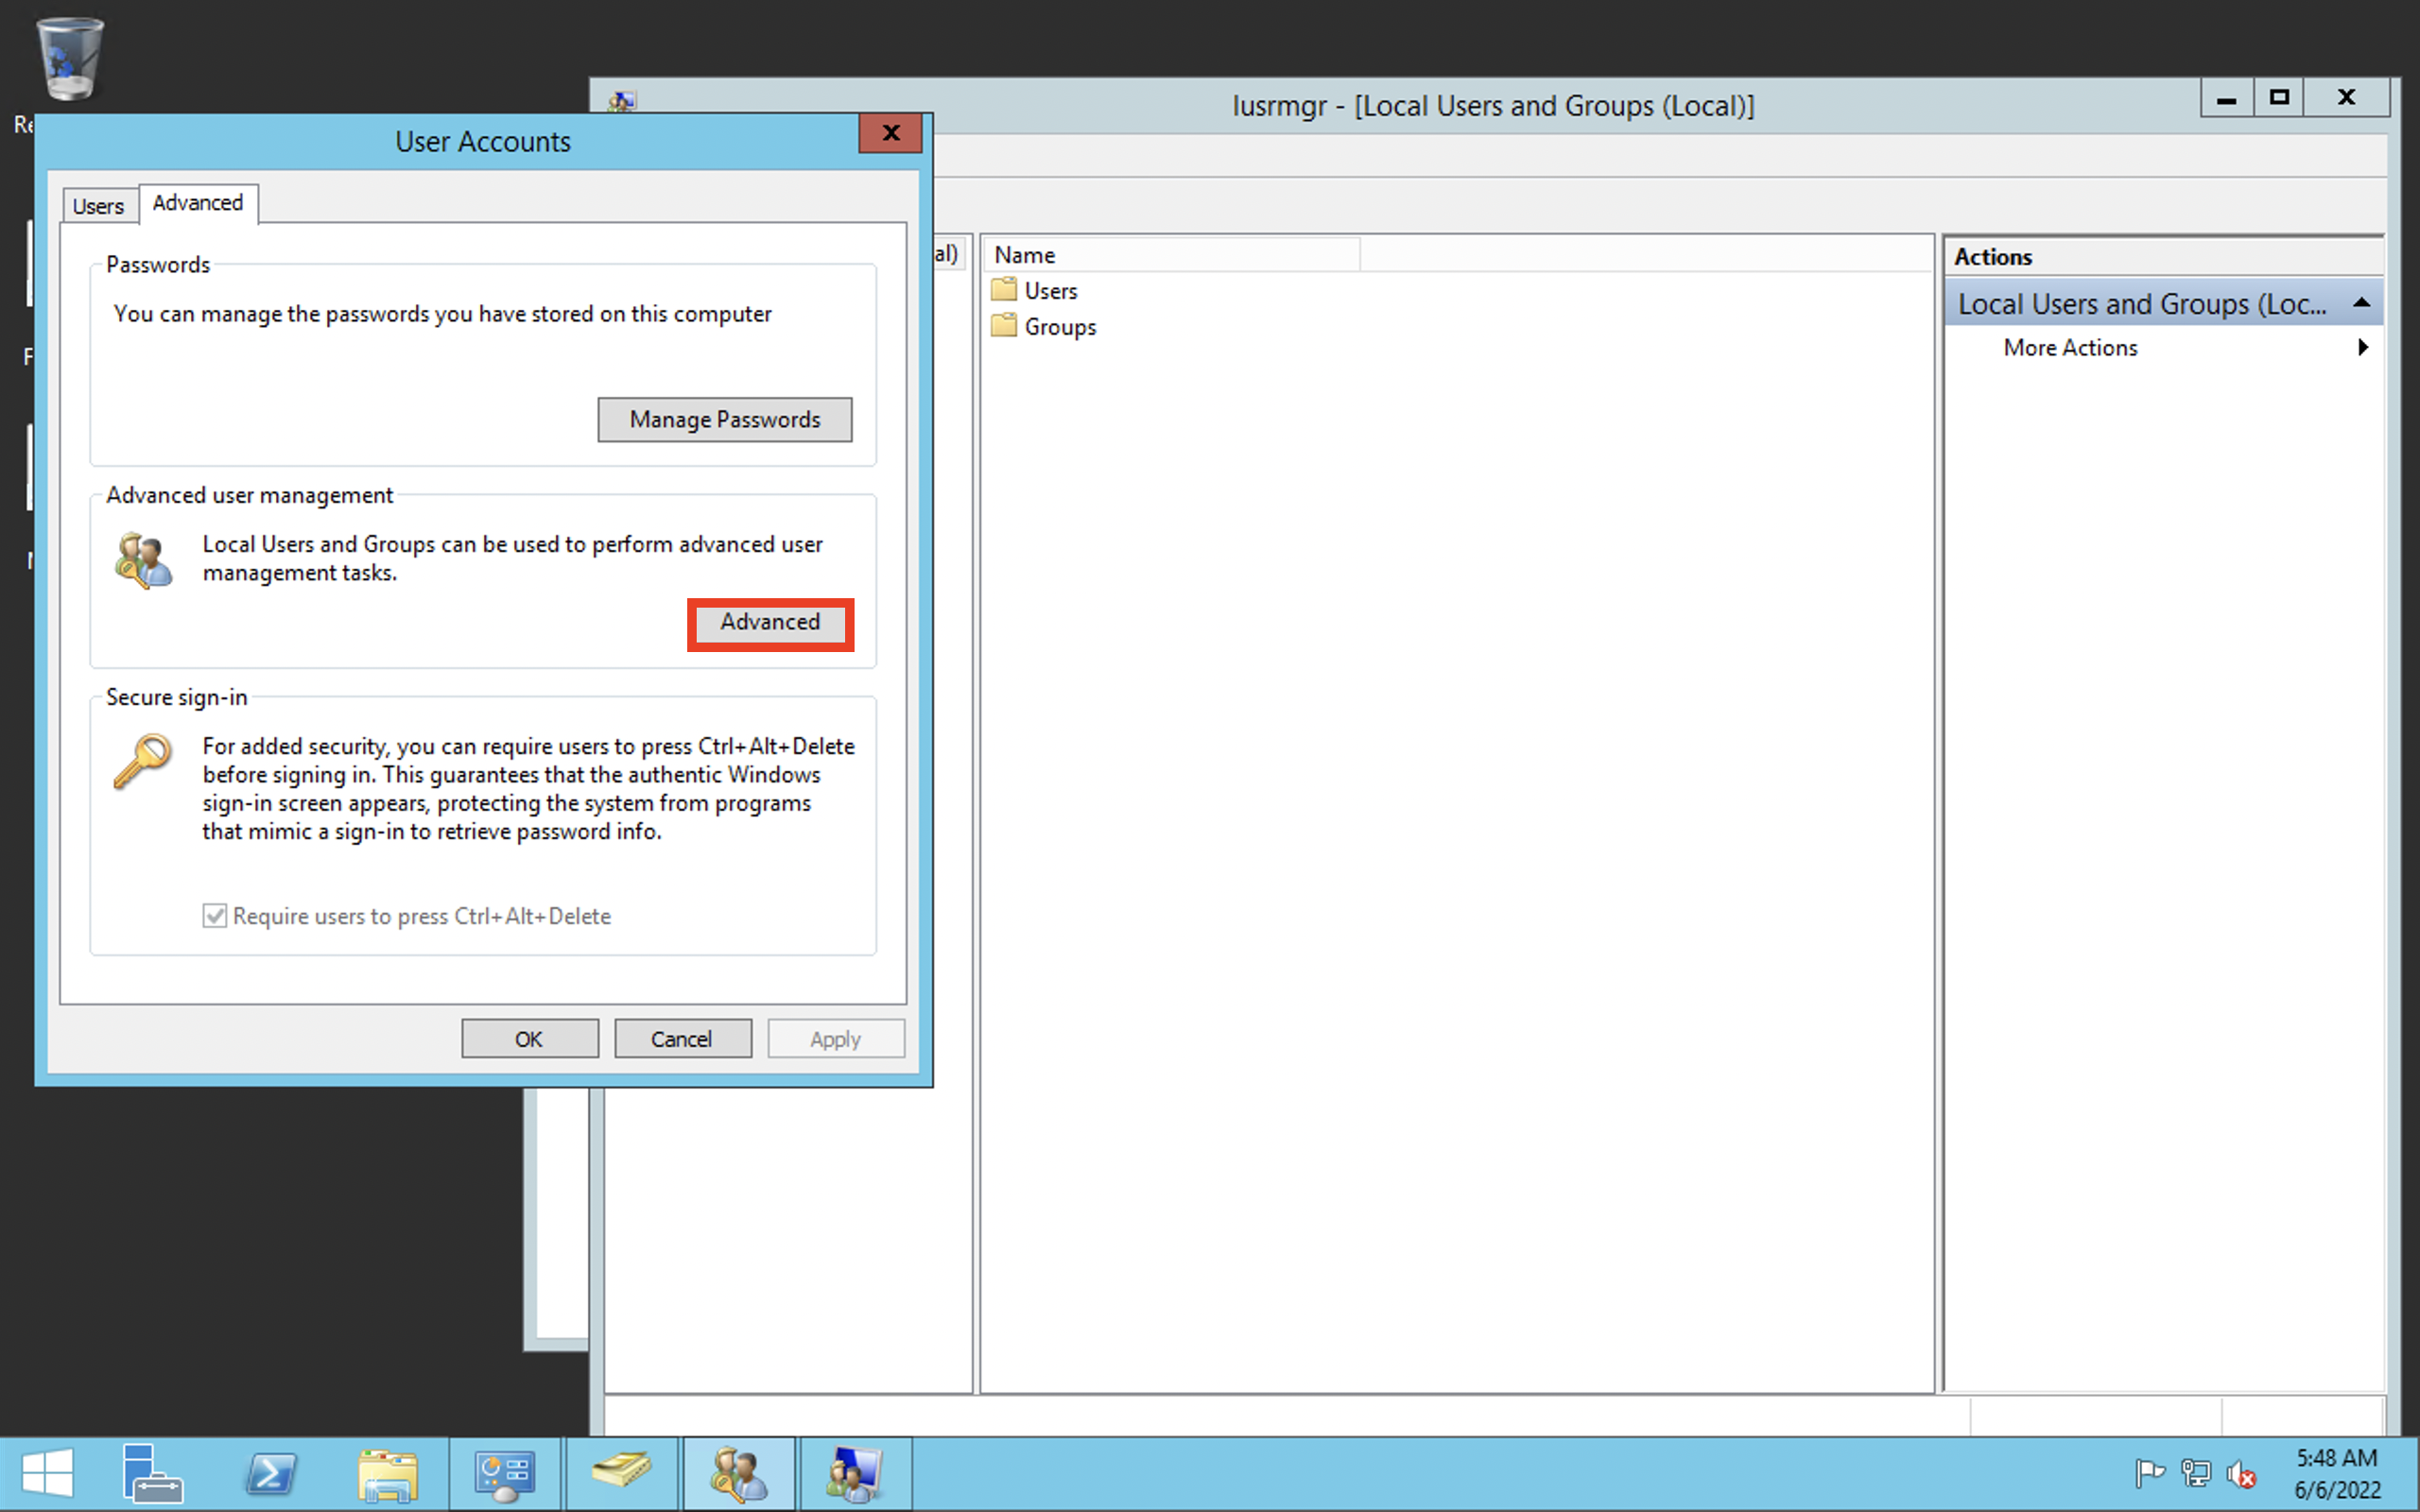 lusrmgr - [Local Users and Groups (Local)]
User Accounts
Users
Advanced
Passwords
You can manage the passwords you have stored on this computer
Manage Passwords
Advanced user management
Local Users and Groups can be used to perform advanced user
management tasks.
Advanced
Secure sign-in
For added security, you can require users to press Ctrl+Alt+Delete
before signing in. This guarantees that the authentic Windows
sign-in screen appears, protecting the system from programs
that mimic a sign-in to retrieve password info.
Require users to press Ctrl+Alt+Delete
OK
Cancel
Apply
al)
Name
Users
Groups
Actions
Local Users and Groups (Loc...
More Actions
5:48 AM
6/6/2022